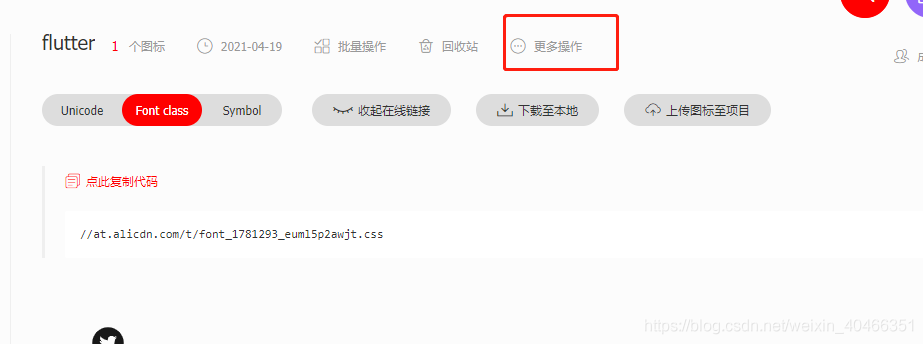 flutter 1 个图标 2021-04-19 批量操作 回收站 更多操作
Unicode Font class Symbol 收起在线链接 下载至本地 上传图标至项目
点此复制代码
//at.alicdn.com/t/font_1781293_euml5p2awjt.css
https://blog.csdn.net/weixin_40466351